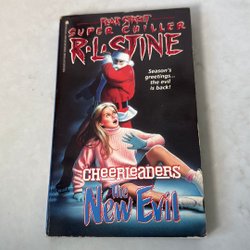 FEAR STREET
SUPER CHILLER
R·L·STINE
Season's
greetings...
the evil
is back!
CHEERLEADERS
the
New Evil